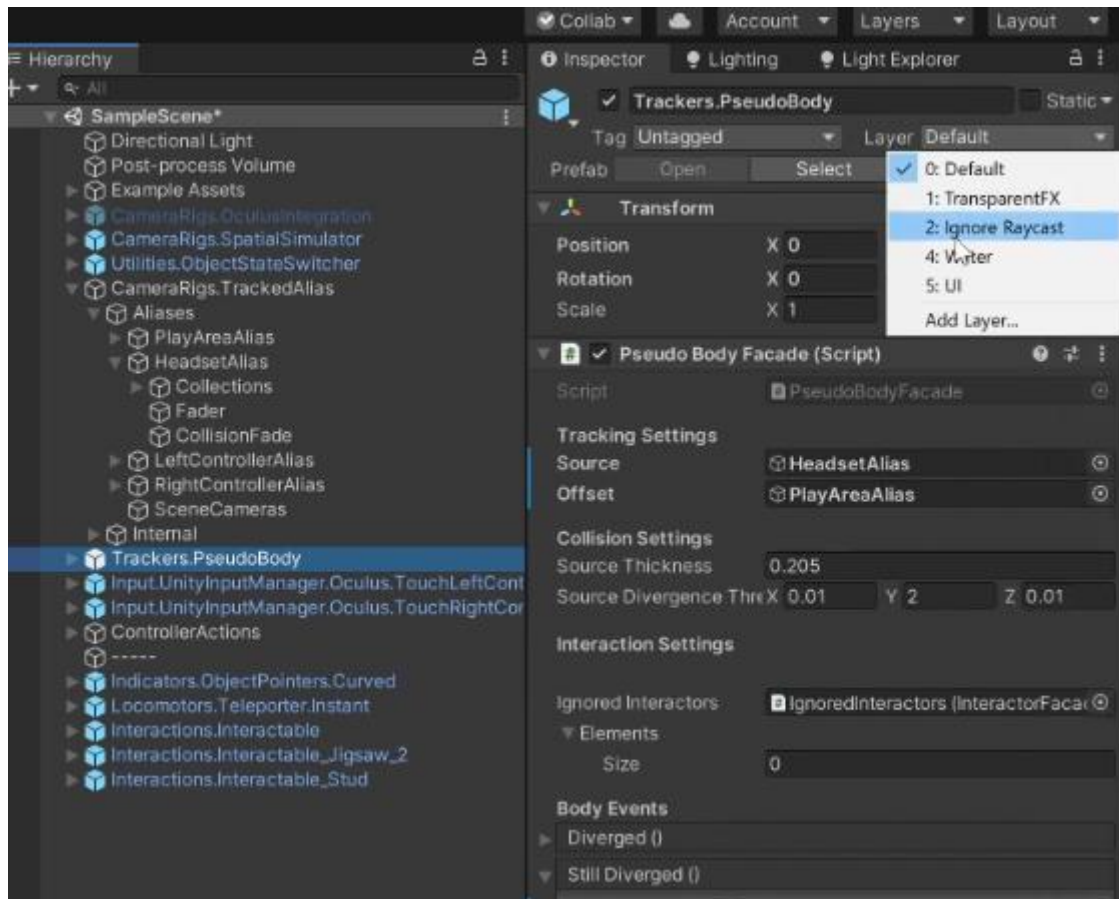 Collab Account Layers Layout
Hierarchy
All
SampleScene*
Directional Light
Post-process Volume
Example Assets
CameraRigs.OculusIntegration
CameraRigs.SpatialSimulator
Utilities.ObjectStateSwitcher
CameraRigs.TrackedAlias
Aliases
PlayAreaAlias
HeadsetAlias
Collections
Fader
CollisionFade
LeftControllerAlias
RightControllerAlias
SceneCameras
Internal
Trackers.PseudoBody
Input.UnityInputManager.Oculus.TouchLeftCont
Input.UnityInputManager.Oculus.TouchRightCor
ControllerActions
-----
Indicators.ObjectPointers.Curved
Locomotors.Teleporter.Instant
Interactions.Interactable
Interactions.Interactable_Jigsaw_2
Interactions.Interactable_Stud
Inspector Lighting Light Explorer
Trackers.PseudoBody Static
Tag Untagged Layer Default
Prefab Open Select
0: Default
1: TransparentFX
2: Ignore Raycast
4: Water
5: UI
Add Layer...
Transform
Position X 0
Rotation X 0
Scale X 1
Pseudo Body Facade (Script)
Script PseudoBodyFacade
Tracking Settings
Source HeadsetAlias
Offset PlayAreaAlias
Collision Settings
Source Thickness 0.205
Source Divergence Thre X 0.01 Y 2 Z 0.01
Interaction Settings
Ignored Interactors IgnoredInteractors (InteractorFacad
Elements
Size 0
Body Events
Diverged ()
Still Diverged ()